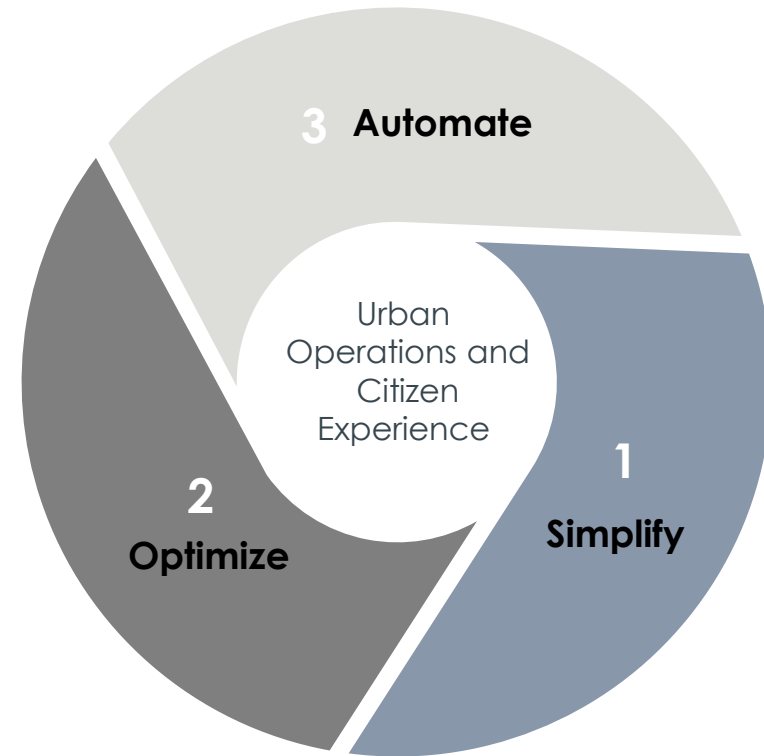 3 Automate
Urban
Operations and
Citizen
Experience
1
Simplify
2
Optimize